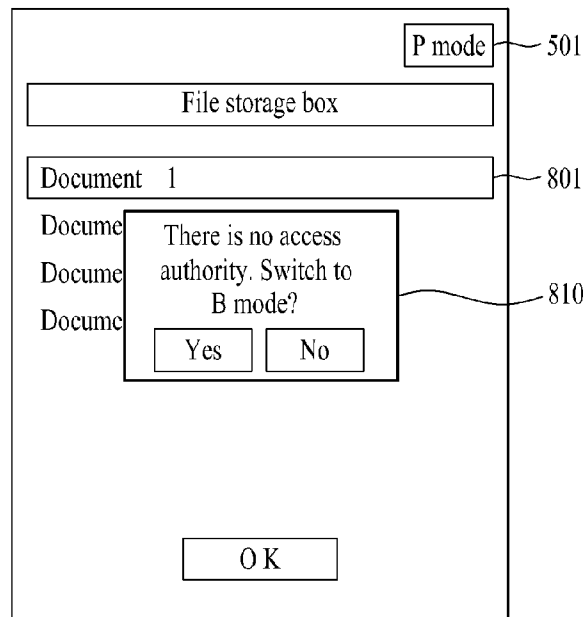 P mode
501
File storage box
Document 1
801
Docume
Docume
Docume
There is no access
authority. Switch to
B mode?
810
Yes No
O K